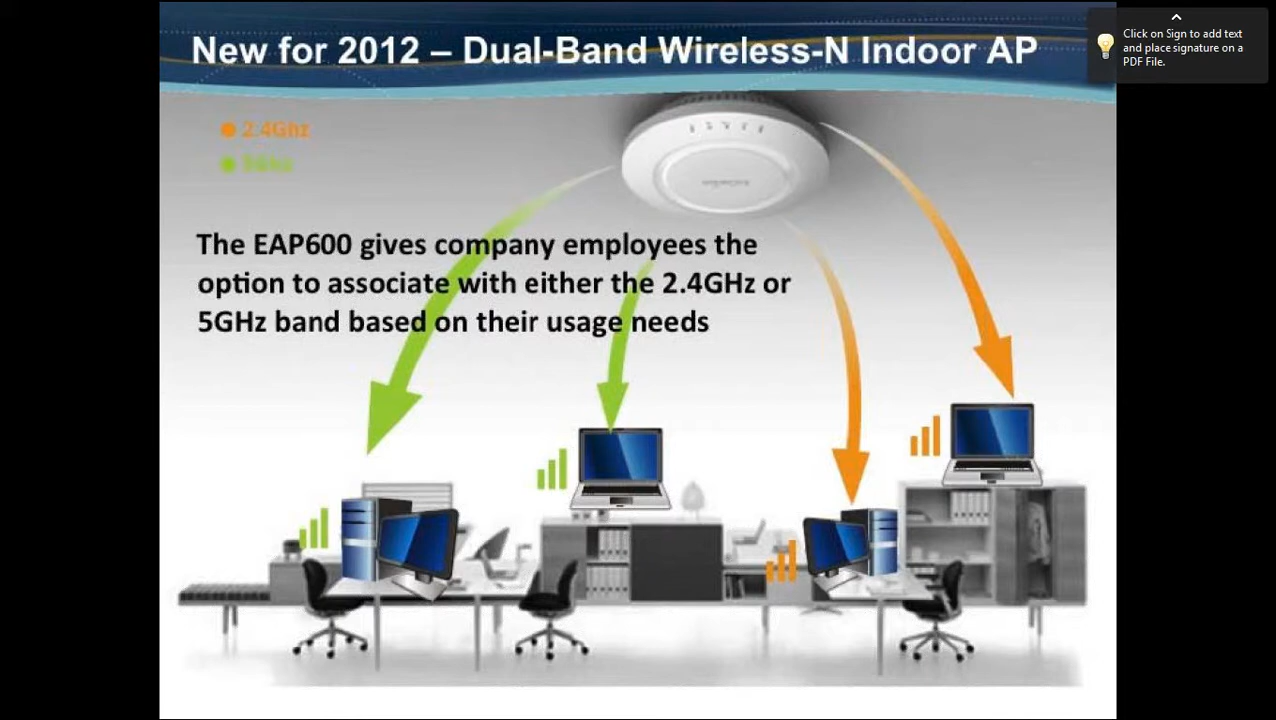 New for 2012 – Dual-Band Wireless-N Indoor AP
Click on Sign to add text
and place signature on a
PDF File.
2.4Ghz
5Ghz
The EAP600 gives company employees the
option to associate with either the 2.4GHz or
5GHz band based on their usage needs